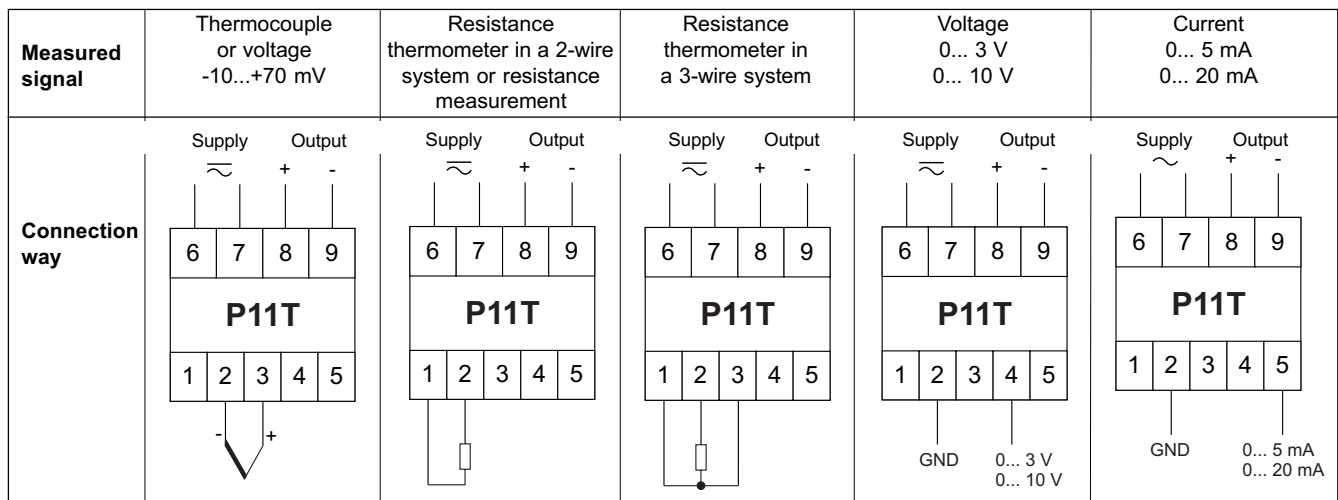 Measured
signal
Thermocouple
or voltage
-10...+70 mV
Resistance
thermometer in a 2-wire
system or resistance
measurement
Resistance
thermometer in
a 3-wire system
Voltage
0... 3 V
0... 10 V
Current
0... 5 mA
0... 20 mA
Connection
way
Supply Output
+ -
6 7 8 9
P11T
1 2 3 4 5
- +
Supply Output
+ -
6 7 8 9
P11T
1 2 3 4 5
Supply Output
+ -
6 7 8 9
P11T
1 2 3 4 5
Supply Output
+ -
6 7 8 9
P11T
1 2 3 4 5
GND 0... 3 V
0... 10 V
Supply Output
+ -
6 7 8 9
P11T
1 2 3 4 5
GND 0... 5 mA
0... 20 mA